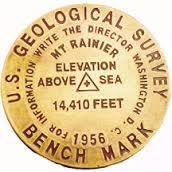 U.S. GEOLOGICAL SURVEY
FOR INFORMATION WRITE THE DIRECTOR WASHINGTON D.C.
MT RAINIER
ELEVATION
ABOVE SEA
14,410 FEET
1956
BENCH MARK